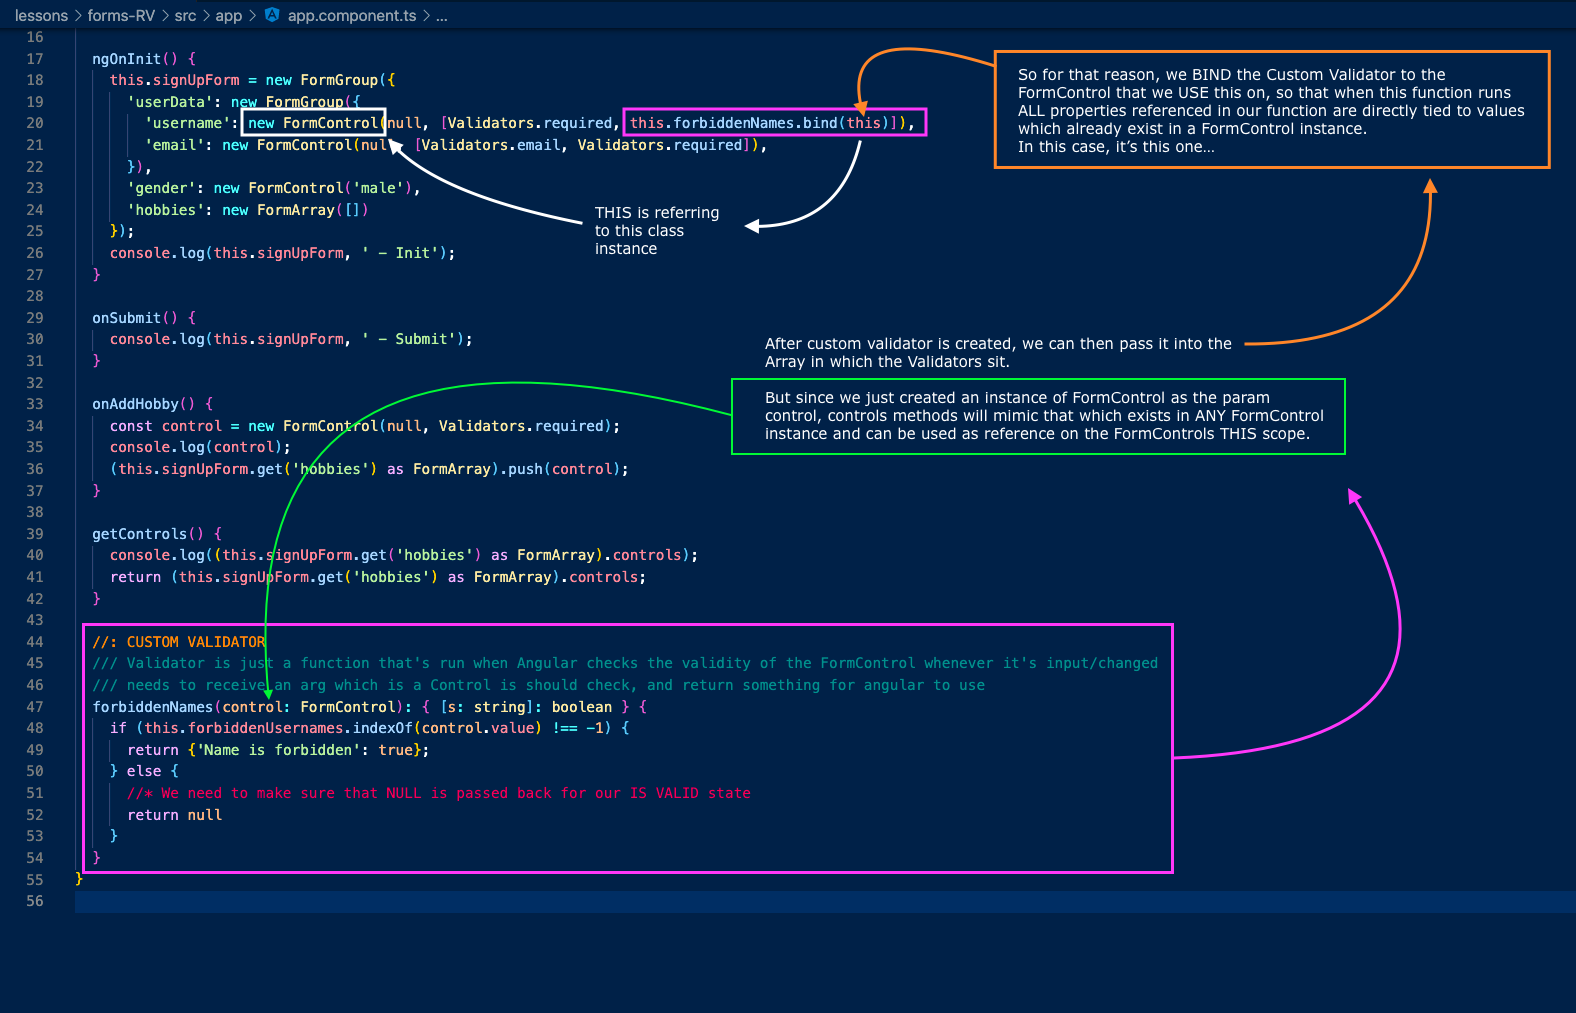 lessons > forms-RV > src > app > app.component.ts > ...
16
17 ngOnInit() {
18 this.signUpForm = new FormGroup({
19 'userData': new FormGroup({
20 'username': new FormControl(null, [Validators.required, this.forbiddenNames.bind(this)]),
21 'email': new FormControl(nul [Validators.email, Validators.required]),
22 }),
23 'gender': new FormControl('male'),
24 'hobbies': new FormArray([])
25 });
26 console.log(this.signUpForm, ' - Init');
27 }
28
29 onSubmit() {
30 console.log(this.signUpForm, ' - Submit');
31 }
32
33 onAddHobby() {
34 const control = new FormControl(null, Validators.required);
35 console.log(control);
36 (this.signUpForm.get('hobbies') as FormArray).push(control);
37 }
38
39 getControls() {
40 console.log((this.signUpForm.get('hobbies') as FormArray).controls);
41 return (this.signUpForm.get('hobbies') as FormArray).controls;
42 }
43
44 //: CUSTOM VALIDATOR
45 /// Validator is just a function that's run when Angular checks the validity of the FormControl whenever it's input/changed
46 /// needs to receive an arg which is a Control is should check, and return something for angular to use
47 forbiddenNames(control: FormControl): { [s: string]: boolean } {
48 if (this.forbiddenUsernames.indexOf(control.value) !== -1) {
49 return {'Name is forbidden': true};
50 } else {
51 //* We need to make sure that NULL is passed back for our IS VALID state
52 return null
53 }
54 }
55 }
56
So for that reason, we BIND the Custom Validator to the
FormControl that we USE this on, so that when this function runs
ALL properties referenced in our function are directly tied to values
which already exist in a FormControl instance.
In this case, it’s this one...
THIS is referring
to this class
instance
After custom validator is created, we can then pass it into the
Array in which the Validators sit.
But since we just created an instance of FormControl as the param
control, controls methods will mimic that which exists in ANY FormControl
instance and can be used as reference on the FormControls THIS scope.